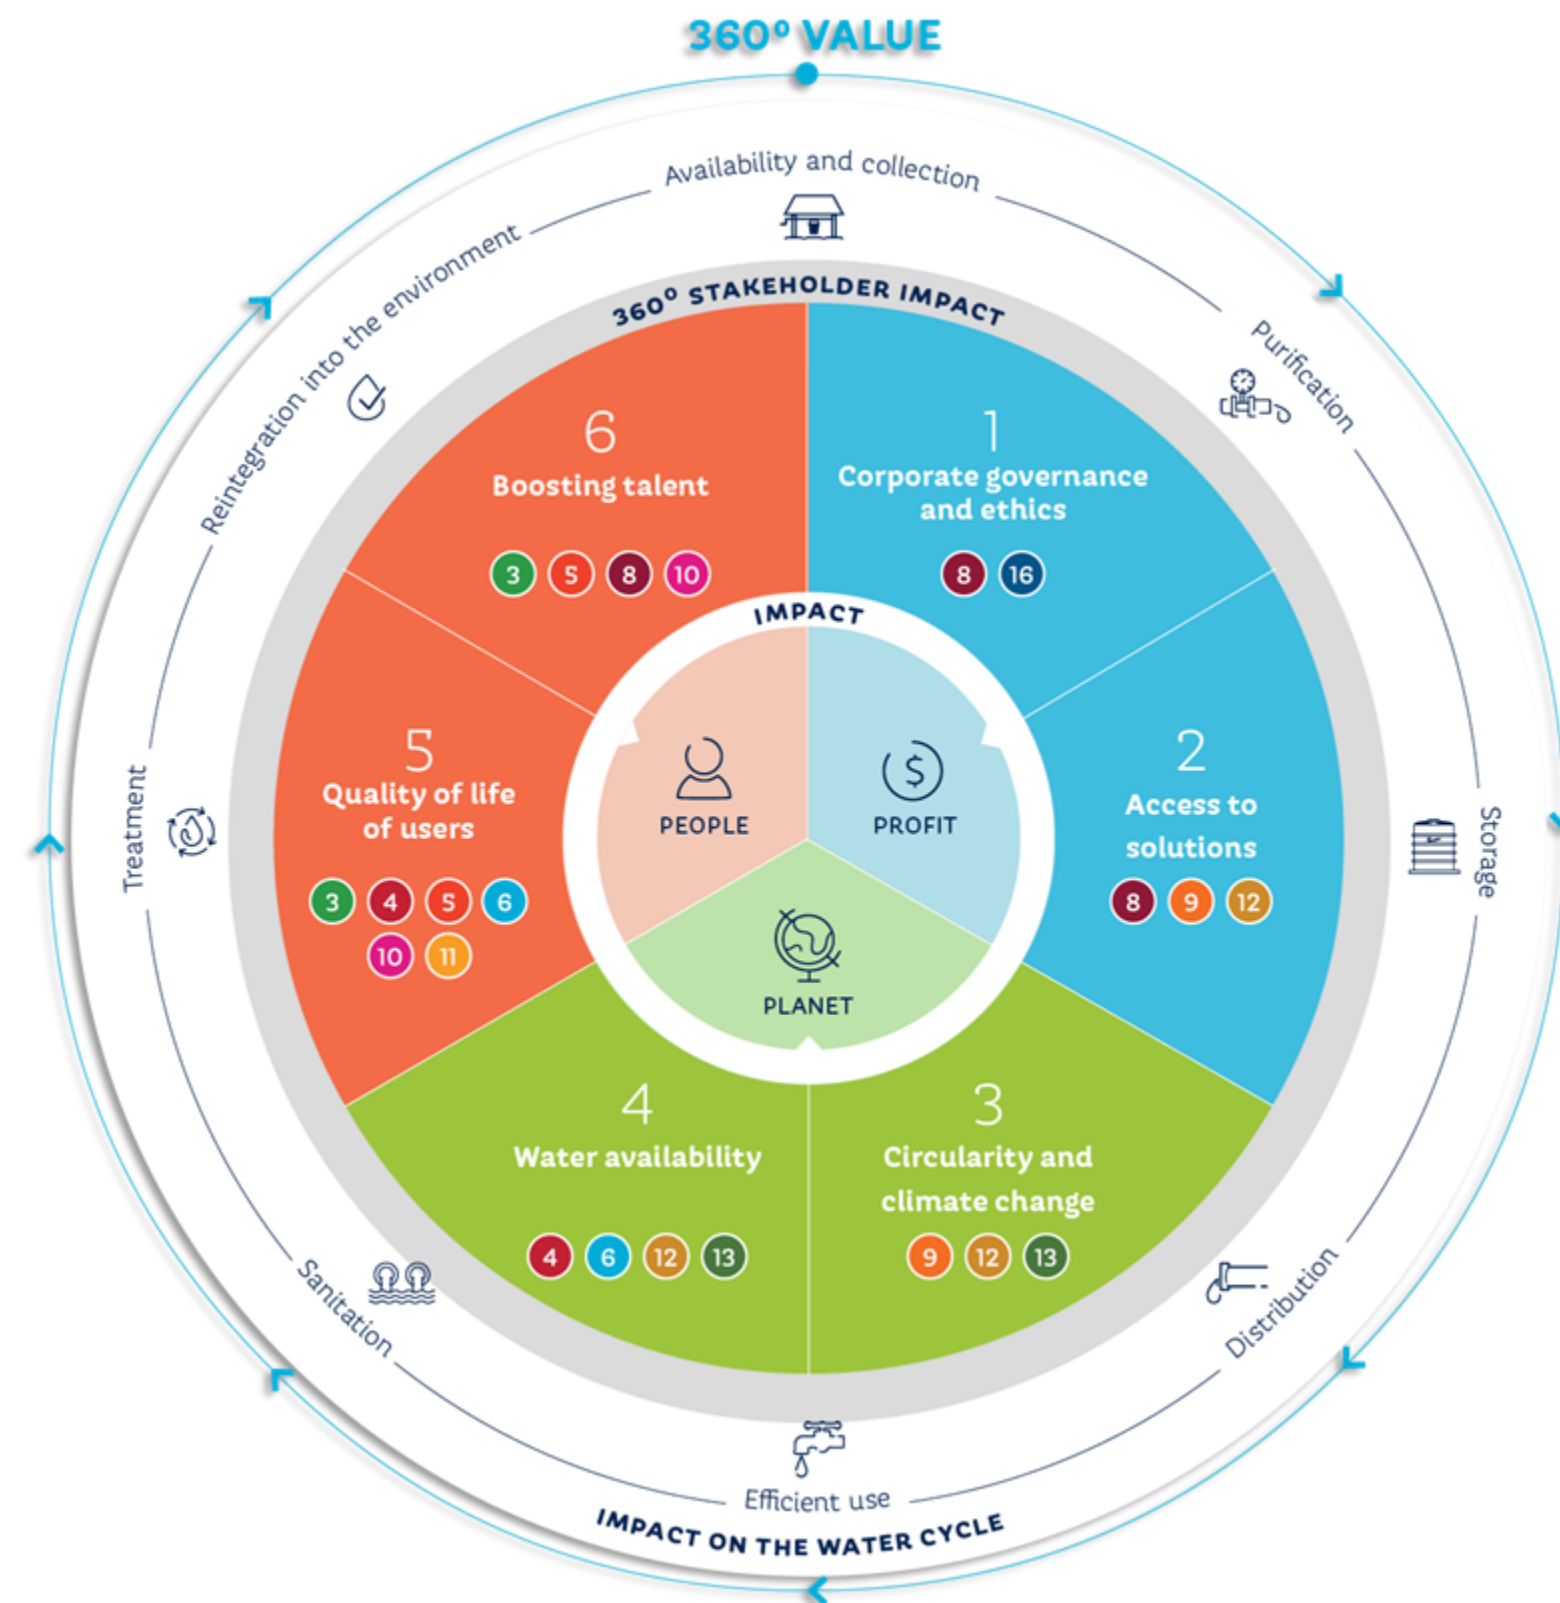 360º VALUE
Availability and collection
Purification
Storage
Distribution
Efficient use
Sanitation
Treatment
Reintegration into the environment
IMPACT ON THE WATER CYCLE
360º STAKEHOLDER IMPACT
1
Corporate governance
and ethics
8 16
2
Access to
solutions
8 9 12
3
Circularity and
climate change
9 12 13
4
Water availability
4 6 12 13
5
Quality of life
of users
3 4 5 6
10 11
6
Boosting talent
3 5 8 10
IMPACT
PEOPLE
$
PROFIT
PLANET